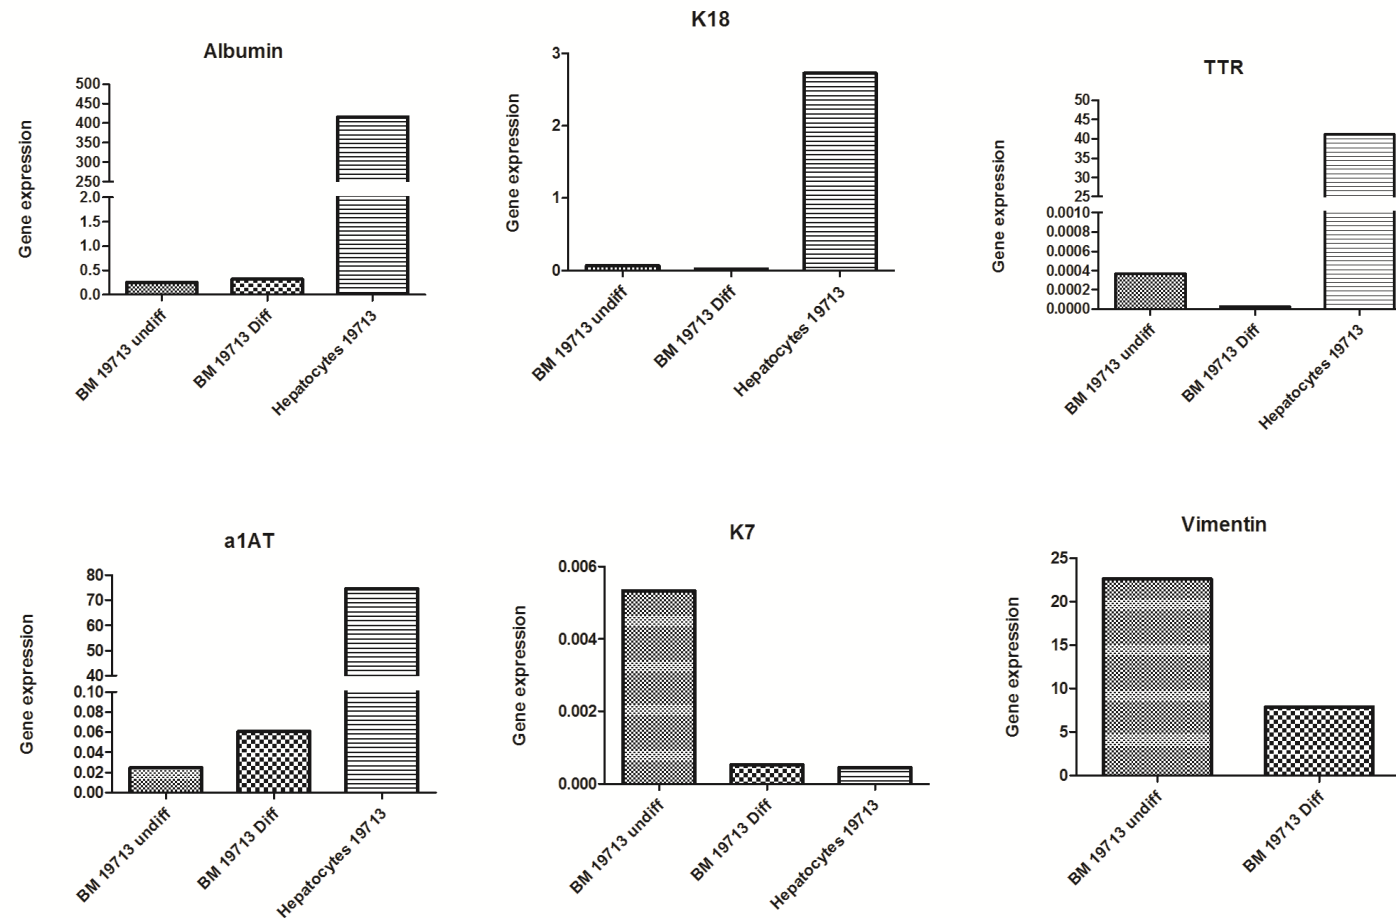 Albumin
Gene expression
500
450
400
350
300
250
2.0
1.5
1.0
0.5
0.0
BM 19713 undiff
BM 19713 Diff
Hepatocytes 19713
K18
Gene expression
3
2
1
0
BM 19713 undiff
BM 19713 Diff
Hepatocytes 19713
TTR
Gene expression
50
45
40
35
30
25
0.0010
0.0008
0.0006
0.0004
0.0002
0.0000
BM 19713 undiff
BM 19713 Diff
Hepatocytes 19713
a1AT
Gene expression
80
70
60
50
40
0.10
0.08
0.06
0.04
0.02
0.00
BM 19713 undiff
BM 19713 Diff
Hepatocytes 19713
K7
Gene expression
0.006
0.004
0.002
0.000
BM 19713 undiff
BM 19713 Diff
Hepatocytes 19713
Vimentin
Gene expression
25
20
15
10
5
0
BM 19713 undiff
BM 19713 Diff